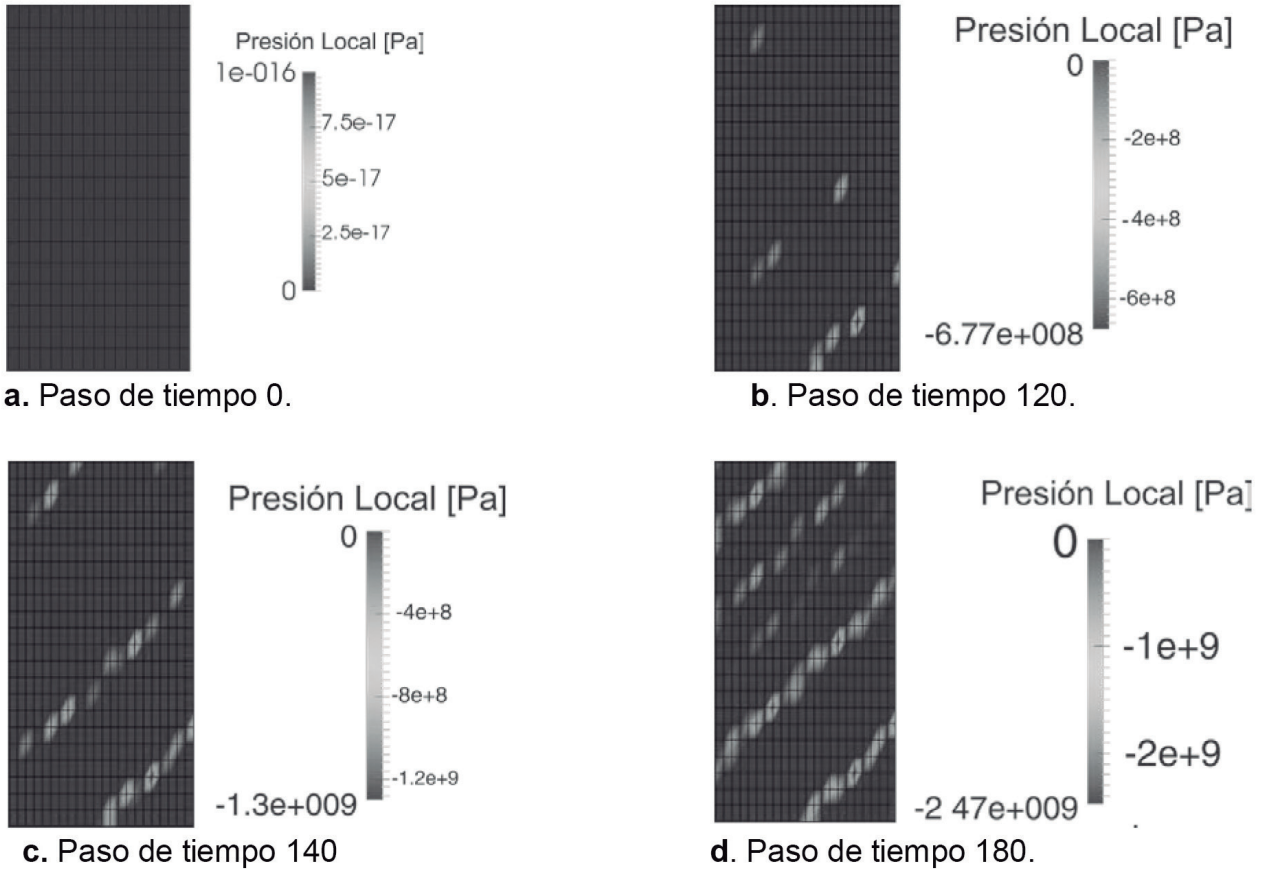 Presión Local [Pa]
1e-016
7.5e-17
5e-17
2.5e-17
0
a. Paso de tiempo 0.
Presión Local [Pa]
0
-2e+8
-4e+8
-6e+8
-6.77e+008
b. Paso de tiempo 120.
Presión Local [Pa]
0
-4e+8
-8e+8
-1.2e+9
-1.3e+009
c. Paso de tiempo 140
Presión Local [Pa]
0
-1e+9
-2e+9
-2 47e+009
d. Paso de tiempo 180.